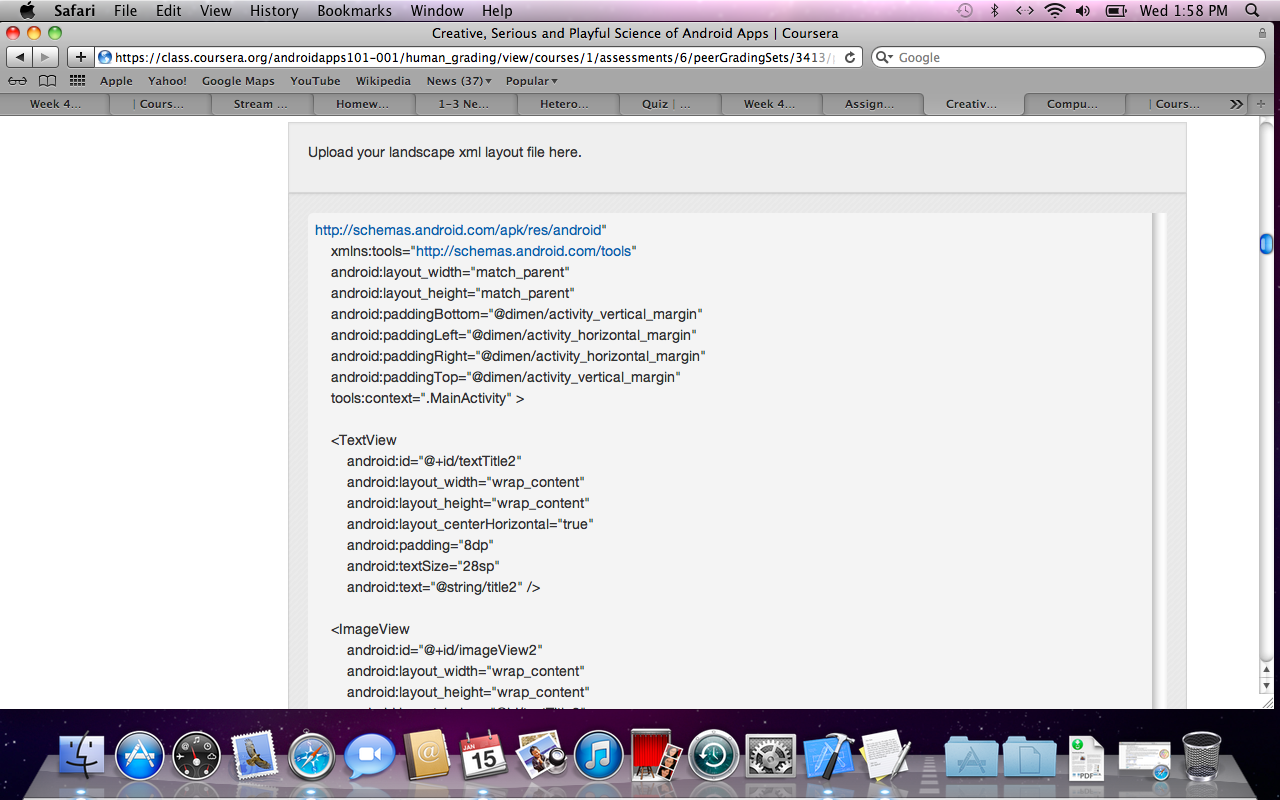 Safari File Edit View History Bookmarks Window Help Wed 1:58 PM
Creative, Serious and Playful Science of Android Apps | Coursera
https://class.coursera.org/androidapps101-001/human_grading/view/courses/1/assessments/6/peerGradingSets/3413/ Google
Apple Yahoo! Google Maps YouTube Wikipedia News (37) Popular
Week 4... | Cours... Stream ... Homew... 1-3 Ne... Hetero... Quiz | ... Week 4... Assign... Creativ... Compu... | Cours...
Upload your landscape xml layout file here.
http://schemas.android.com/apk/res/android"
xmlns:tools="http://schemas.android.com/tools"
android:layout_width="match_parent"
android:layout_height="match_parent"
android:paddingBottom="@dimen/activity_vertical_margin"
android:paddingLeft="@dimen/activity_horizontal_margin"
android:paddingRight="@dimen/activity_horizontal_margin"
android:paddingTop="@dimen/activity_vertical_margin"
tools:context=".MainActivity" >
<TextView
android:id="@+id/textTitle2"
android:layout_width="wrap_content"
android:layout_height="wrap_content"
android:layout_centerHorizontal="true"
android:padding="8dp"
android:textSize="28sp"
android:text="@string/title2" />
<ImageView
android:id="@+id/imageView2"
android:layout_width="wrap_content"
android:layout_height="wrap_content"
JAN
15
PDF